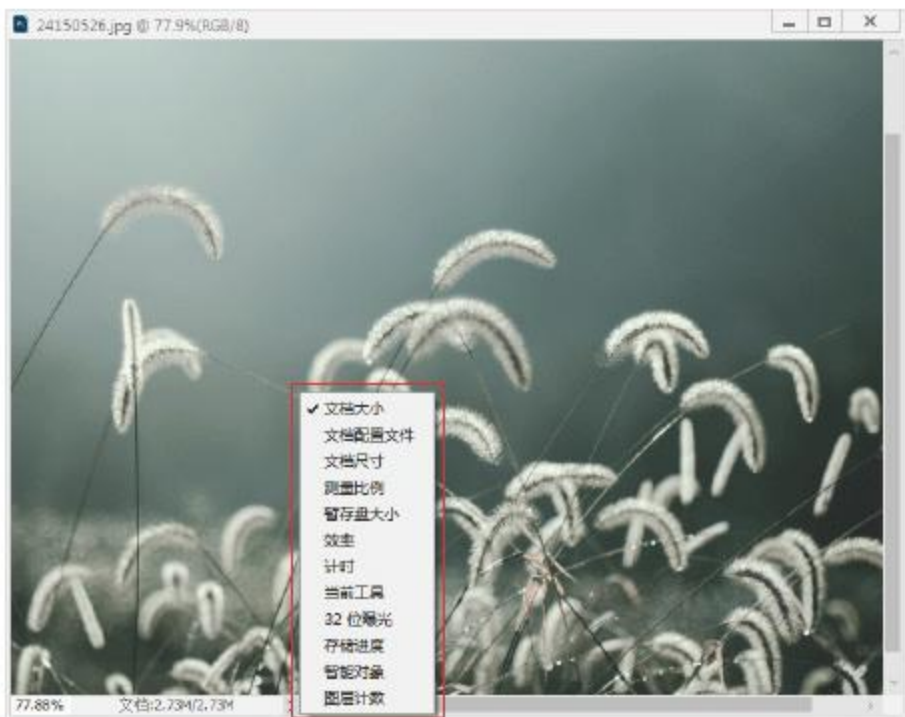 24150526.jpg @ 77.9%(RGB/8)
文档大小
文档配置文件
文档尺寸
测量比例
暂存盘大小
效率
计时
当前工具
32 位曝光
存储进度
智能对象
图层计数
77.88% 文档:2.73M/2.73M